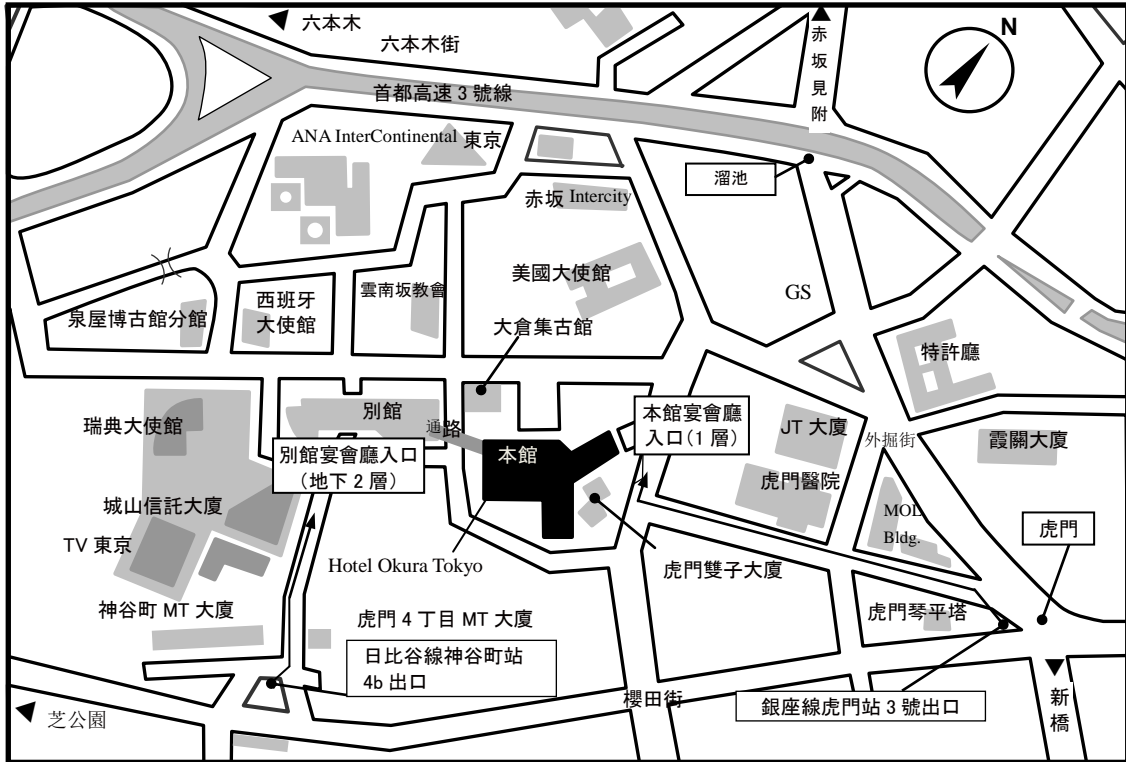 六本木
六本木街
赤坂見附
N
首都高速 3 號線
ANA InterContinental 東京
溜池
赤坂 Intercity
美國大使館
雲南坂教會
GS
西班牙
大使館
泉屋博古館分館
大倉集古館
特許廳
別館
本館宴會廳
入口(1 層)
瑞典大使館
通路
JT 大廈
外掘街
霞關大廈
本館
別館宴會廳入口
(地下 2 層)
虎門醫院
城山信託大廈
MOL
Bldg.
虎門
TV 東京
Hotel Okura Tokyo
虎門雙子大廈
神谷町 MT 大廈
虎門 4 丁目 MT 大廈
虎門琴平塔
日比谷線神谷町站
4b 出口
櫻田街
銀座線虎門站 3 號出口
新橋
芝公園